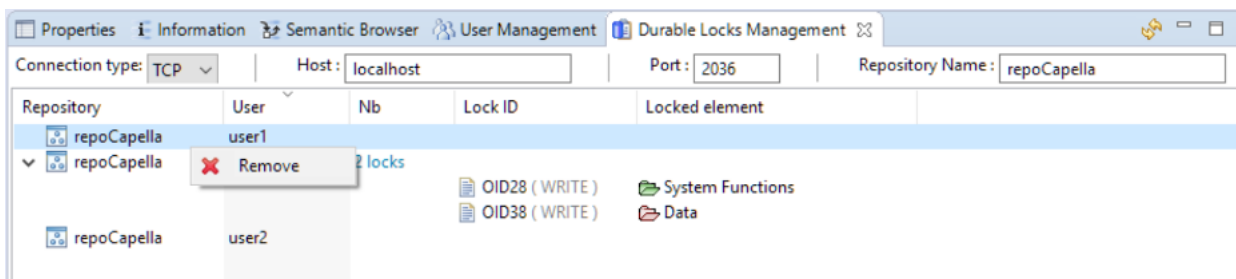 Properties Information Semantic Browser User Management Durable Locks Management
Connection type: TCP Host: localhost Port: 2036 Repository Name: repoCapella
Repository User Nb Lock ID Locked element
repoCapella user1
repoCapella 2 locks
Remove
OID28 ( WRITE ) System Functions
OID38 ( WRITE ) Data
repoCapella user2